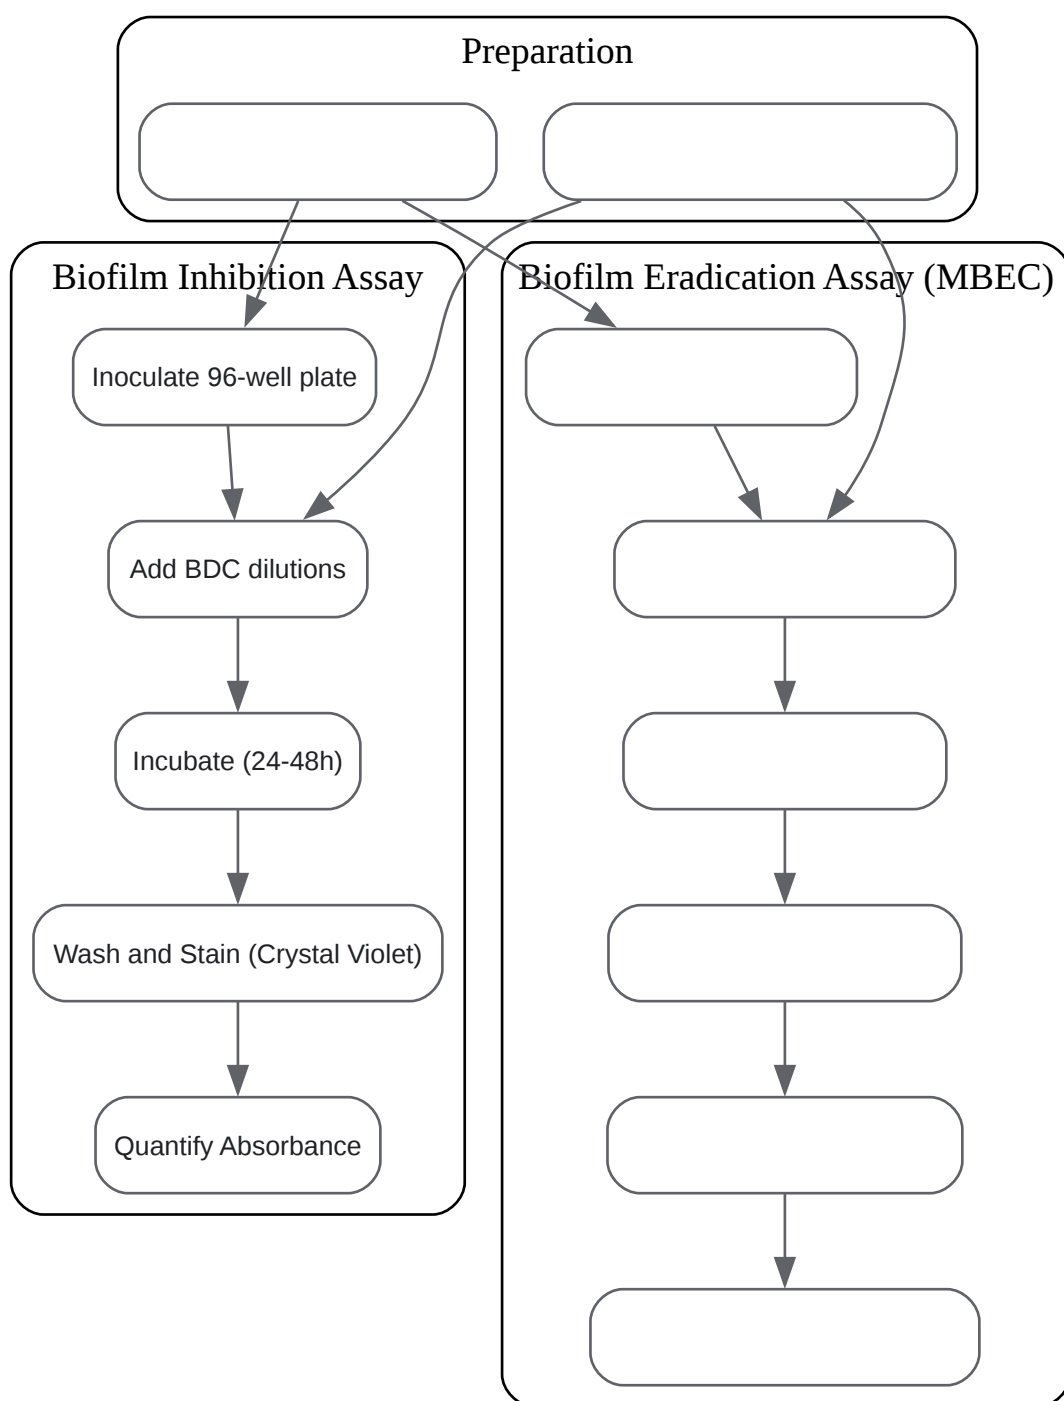 Preparation
Biofilm Inhibition Assay
Biofilm Eradication Assay (MBEC)
Inoculate 96-well plate
Add BDC dilutions
Incubate (24-48h)
Wash and Stain (Crystal Violet)
Quantify Absorbance